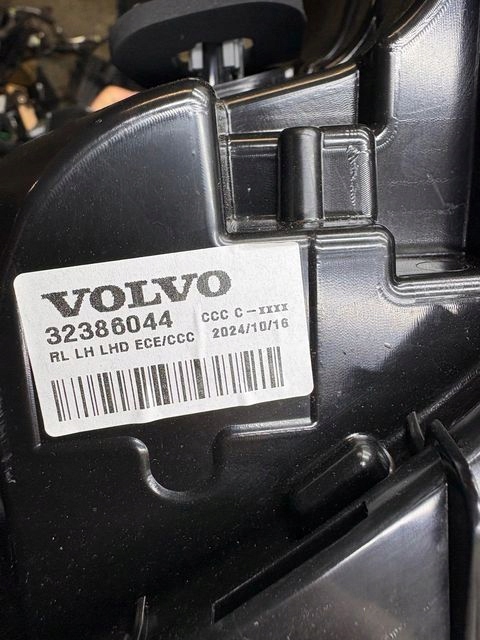 VOLVO
32386044 CCC C-xxxx
RL LH LHD ECE/CCC 2024/10/16